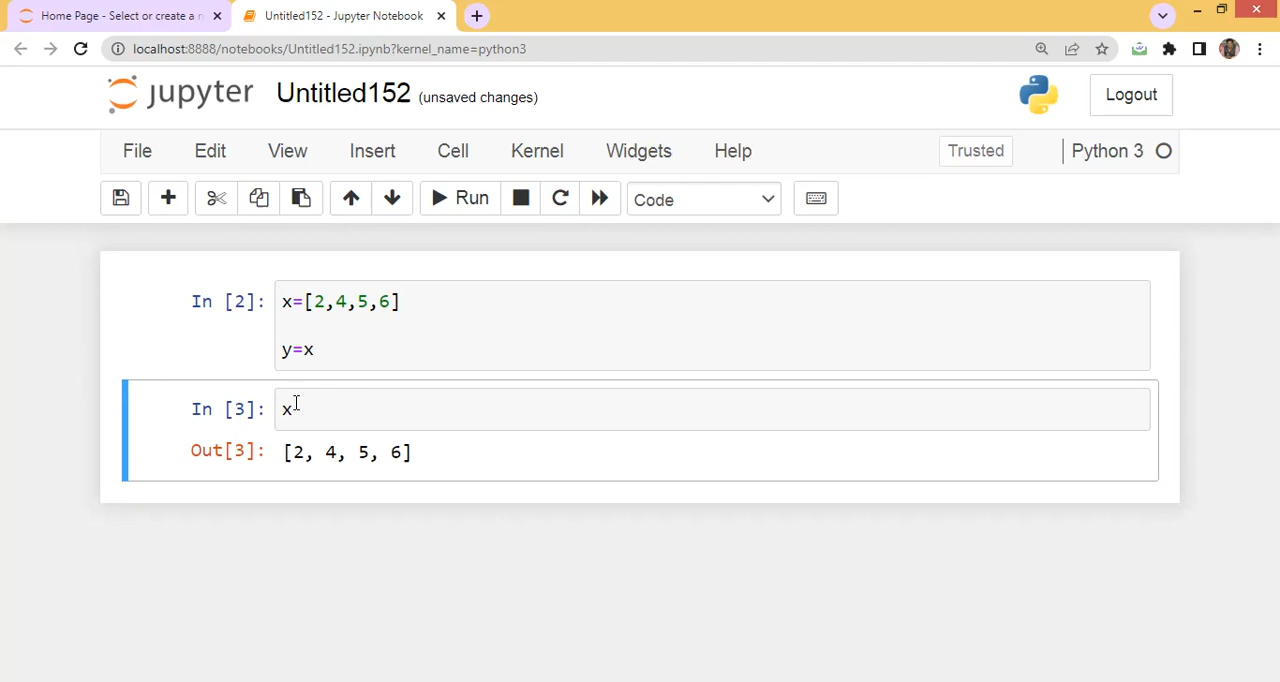 Home Page - Select or create a n
Untitled152 - Jupyter Notebook
localhost:8888/notebooks/Untitled152.ipynb?kernel_name=python3
jupyter Untitled152 (unsaved changes)
Logout
File Edit View Insert Cell Kernel Widgets Help Trusted Python 3
Run Code
In [2]: x=[2,4,5,6]
y=x
In [3]: x
Out[3]: [2, 4, 5, 6]